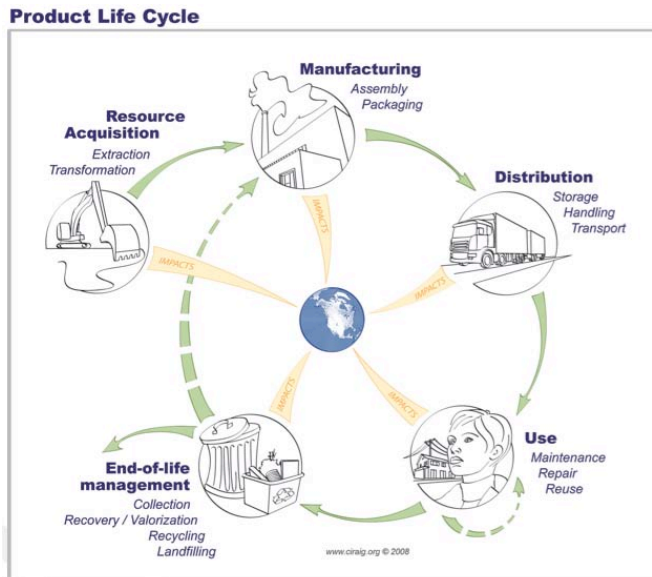 Product Life Cycle
Manufacturing
Assembly
Packaging
Resource
Acquisition
Extraction
Transformation
Distribution
Storage
Handling
Transport
IMPACTS
IMPACTS
IMPACTS
IMPACTS
IMPACTS
Use
Maintenance
Repair
Reuse
End-of-life
management
Collection
Recovery / Valorization
Recycling
Landfilling
www.ciraig.org © 2008